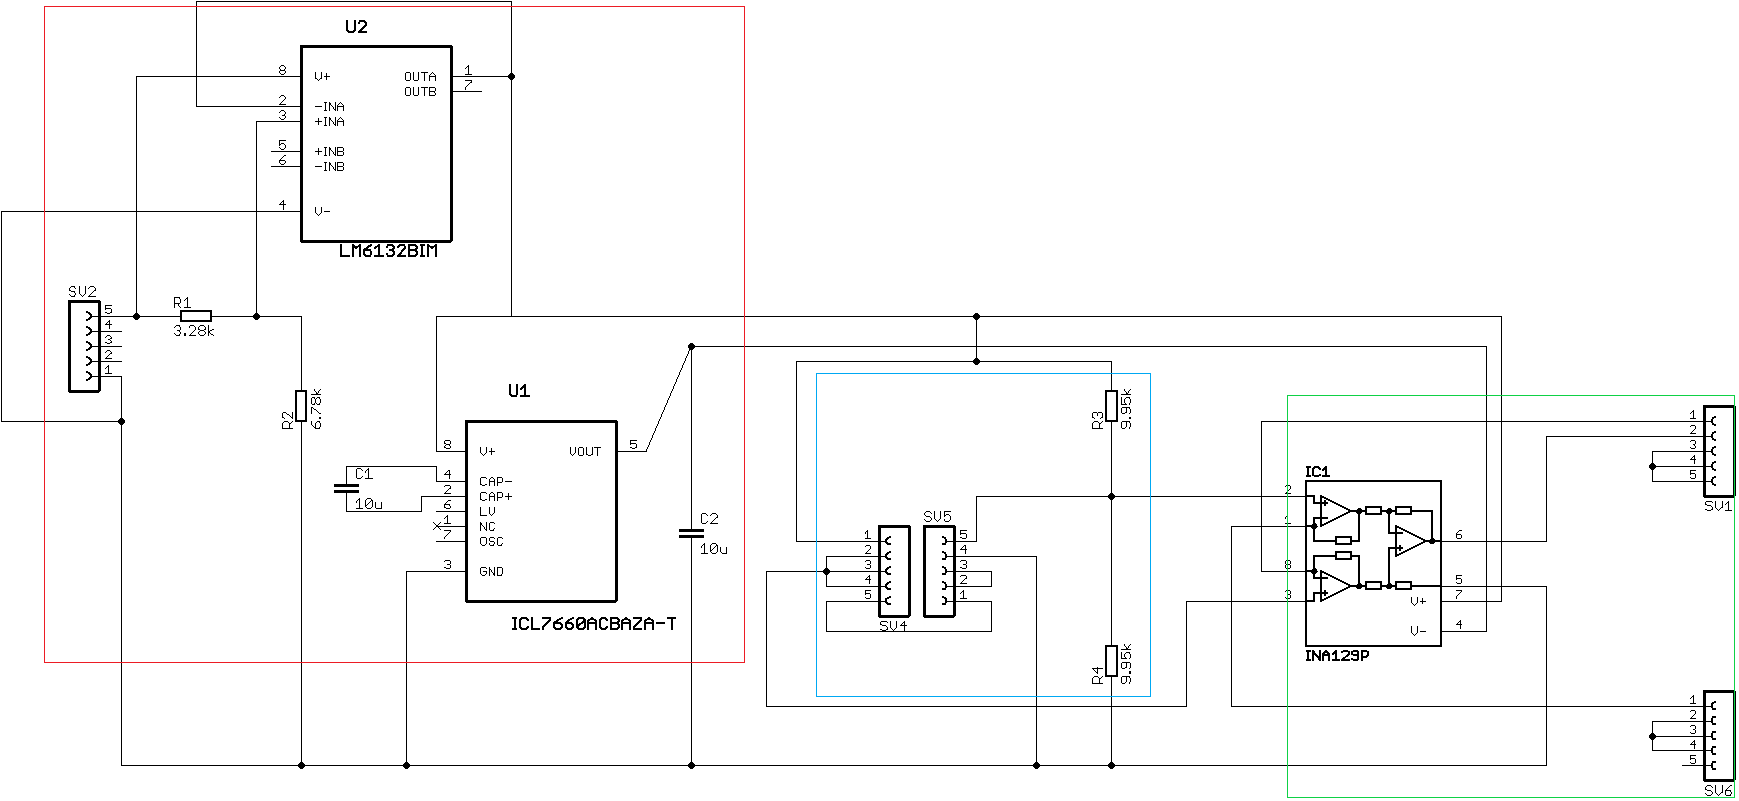 U2
8 V+ OUTA 1
OUTB 7
2 -INA
3 +INA
5 +INB
6 -INB
4 V-
LM6132BIM
SV2
5
4
3
2
1
R1
3.28k
R2
6.78k
U1
8 V+ VOUT 5
4 CAP-
2 CAP+
6 LV
1 NC
7 OSC
3 GND
ICL7660ACBAZA-T
C1
10u
C2
10u
R3
9.95k
SV5
1
2
3
4
5
SV4
5
4
3
2
1
R4
9.95k
IC1
2
1
8
3
6
5
V+ 7
V- 4
INA129P
1
2
3
4
5
SV1
1
2
3
4
5
SV6